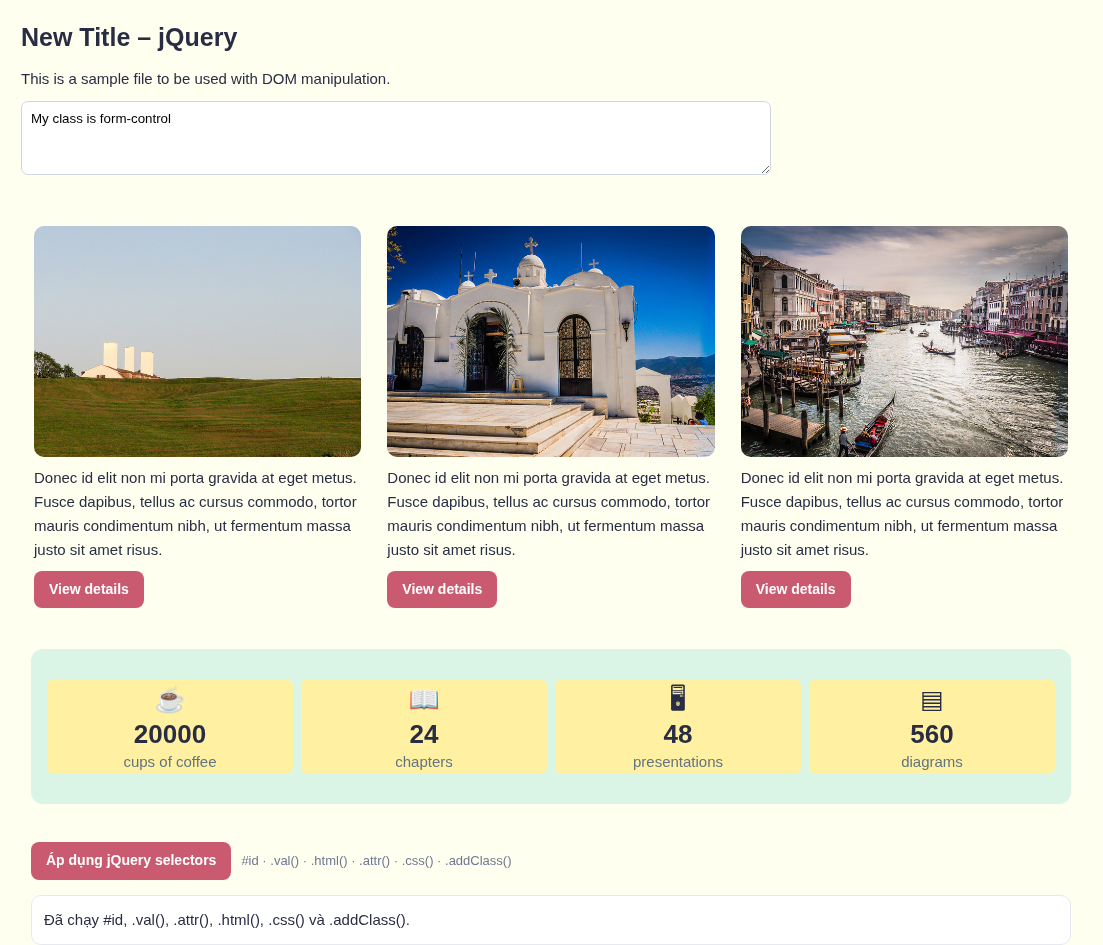 New Title – jQuery
This is a sample file to be used with DOM manipulation.
My class is form-control
Donec id elit non mi porta gravida at eget metus.
Fusce dapibus, tellus ac cursus commodo, tortor
mauris condimentum nibh, ut fermentum massa
justo sit amet risus.
View details
Donec id elit non mi porta gravida at eget metus.
Fusce dapibus, tellus ac cursus commodo, tortor
mauris condimentum nibh, ut fermentum massa
justo sit amet risus.
View details
Donec id elit non mi porta gravida at eget metus.
Fusce dapibus, tellus ac cursus commodo, tortor
mauris condimentum nibh, ut fermentum massa
justo sit amet risus.
View details
20000
cups of coffee
24
chapters
48
presentations
560
diagrams
Áp dụng jQuery selectors
#id · .val() · .html() · .attr() · .css() · .addClass()
Đã chạy #id, .val(), .attr(), .html(), .css() và .addClass().